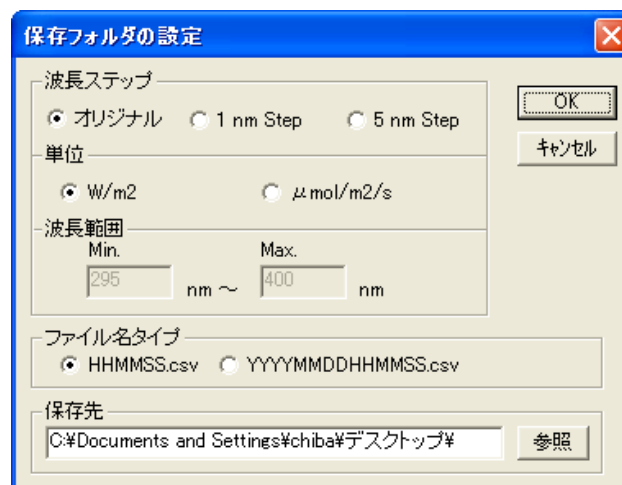 保存フォルダの設定
波長ステップ
オリジナル 1 nm Step 5 nm Step
OK
キャンセル
単位
W/m2 μmol/m2/s
波長範囲
Min. Max.
295 nm ～ 400 nm
ファイル名タイプ
HHMMSS.csv YYYYMMDDHHMMSS.csv
保存先
C:¥Documents and Settings¥chiba¥デスクトップ¥ 参照